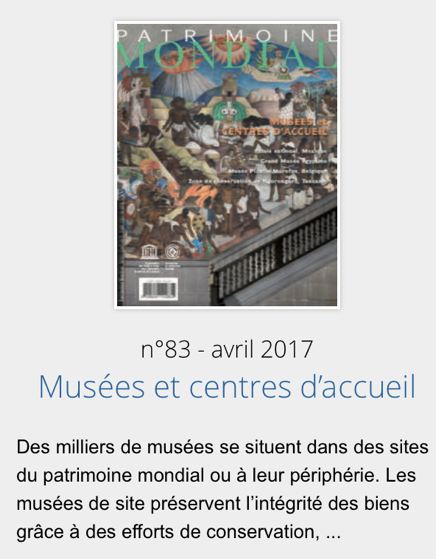 PATRIMOINE
MONDIAL
MUSÉES et
CENTRES D'ACCUEIL
Palais national, Mexique
Grand Musée égyptien
Musée Plantin-Moretus, Belgique
Zone de conservation de Ngorongoro, Tanzanie
n°83 - avril 2017
Musées et centres d'accueil
Des milliers de musées se situent dans des sites
du patrimoine mondial ou à leur périphérie. Les
musées de site préservent l'intégrité des biens
grâce à des efforts de conservation, ...